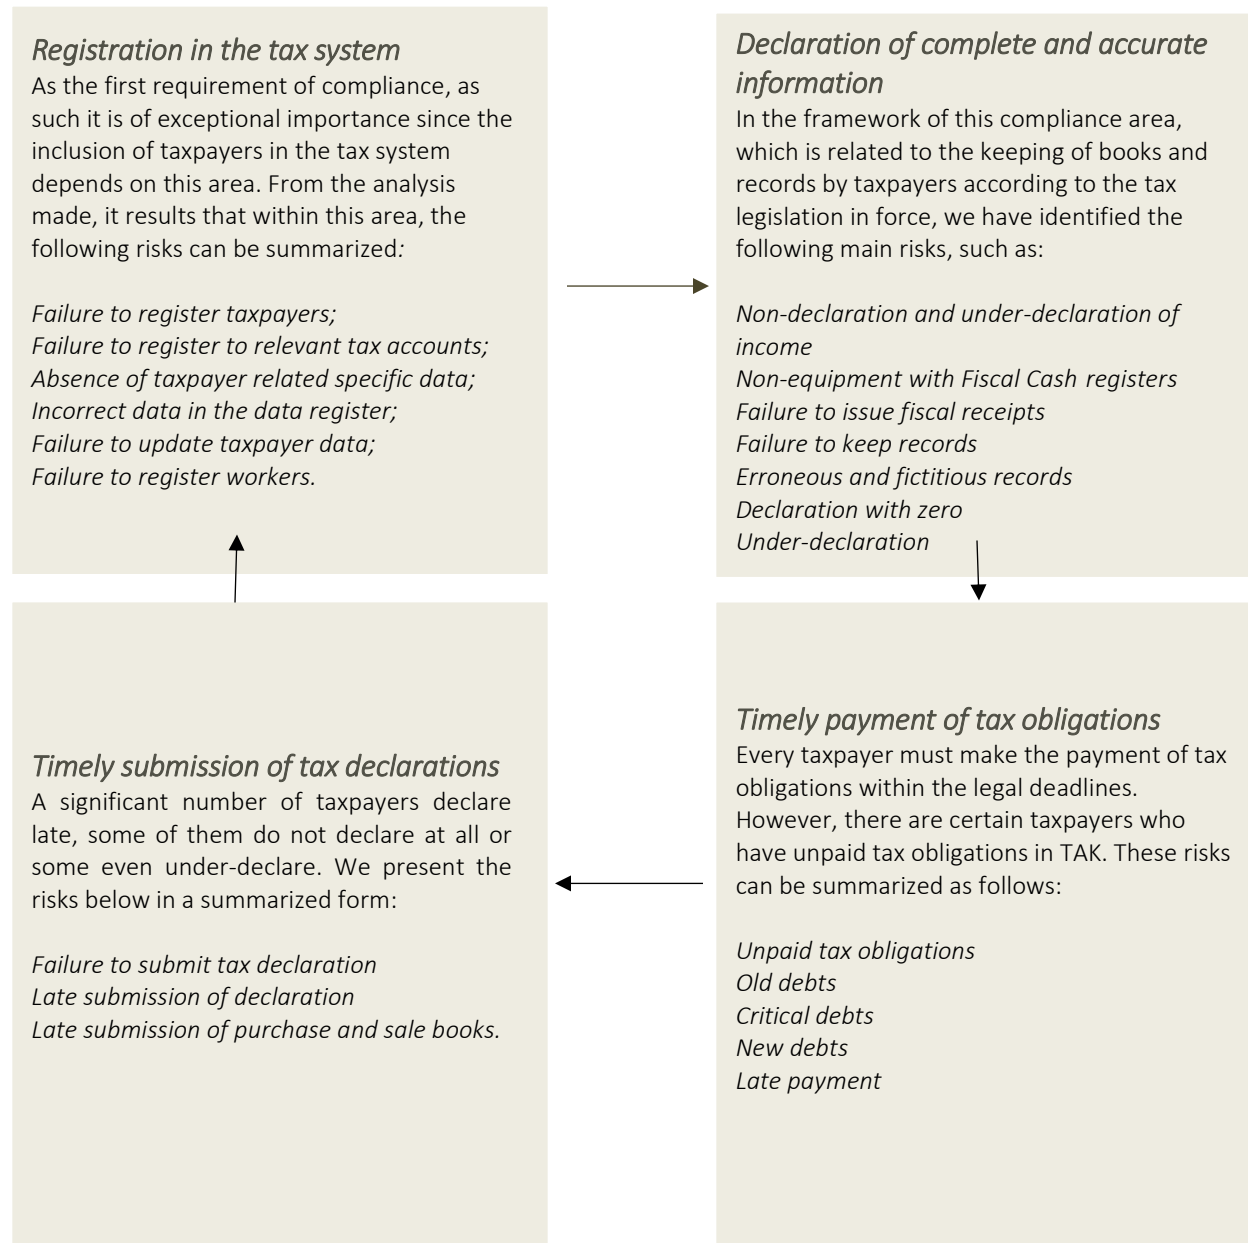 Registration in the tax system
As the first requirement of compliance, as
such it is of exceptional importance since the
inclusion of taxpayers in the tax system
depends on this area. From the analysis
made, it results that within this area, the
following risks can be summarized:
Failure to register taxpayers;
Failure to register to relevant tax accounts;
Absence of taxpayer related specific data;
Incorrect data in the data register;
Failure to update taxpayer data;
Failure to register workers.
Declaration of complete and accurate
information
In the framework of this compliance area,
which is related to the keeping of books and
records by taxpayers according to the tax
legislation in force, we have identified the
following main risks, such as:
Non-declaration and under-declaration of
income
Non-equipment with Fiscal Cash registers
Failure to issue fiscal receipts
Failure to keep records
Erroneous and fictitious records
Declaration with zero
Under-declaration
Timely payment of tax obligations
Every taxpayer must make the payment of tax
obligations within the legal deadlines.
However, there are certain taxpayers who
have unpaid tax obligations in TAK. These risks
can be summarized as follows:
Unpaid tax obligations
Old debts
Critical debts
New debts
Late payment
Timely submission of tax declarations
A significant number of taxpayers declare
late, some of them do not declare at all or
some even under-declare. We present the
risks below in a summarized form:
Failure to submit tax declaration
Late submission of declaration
Late submission of purchase and sale books.